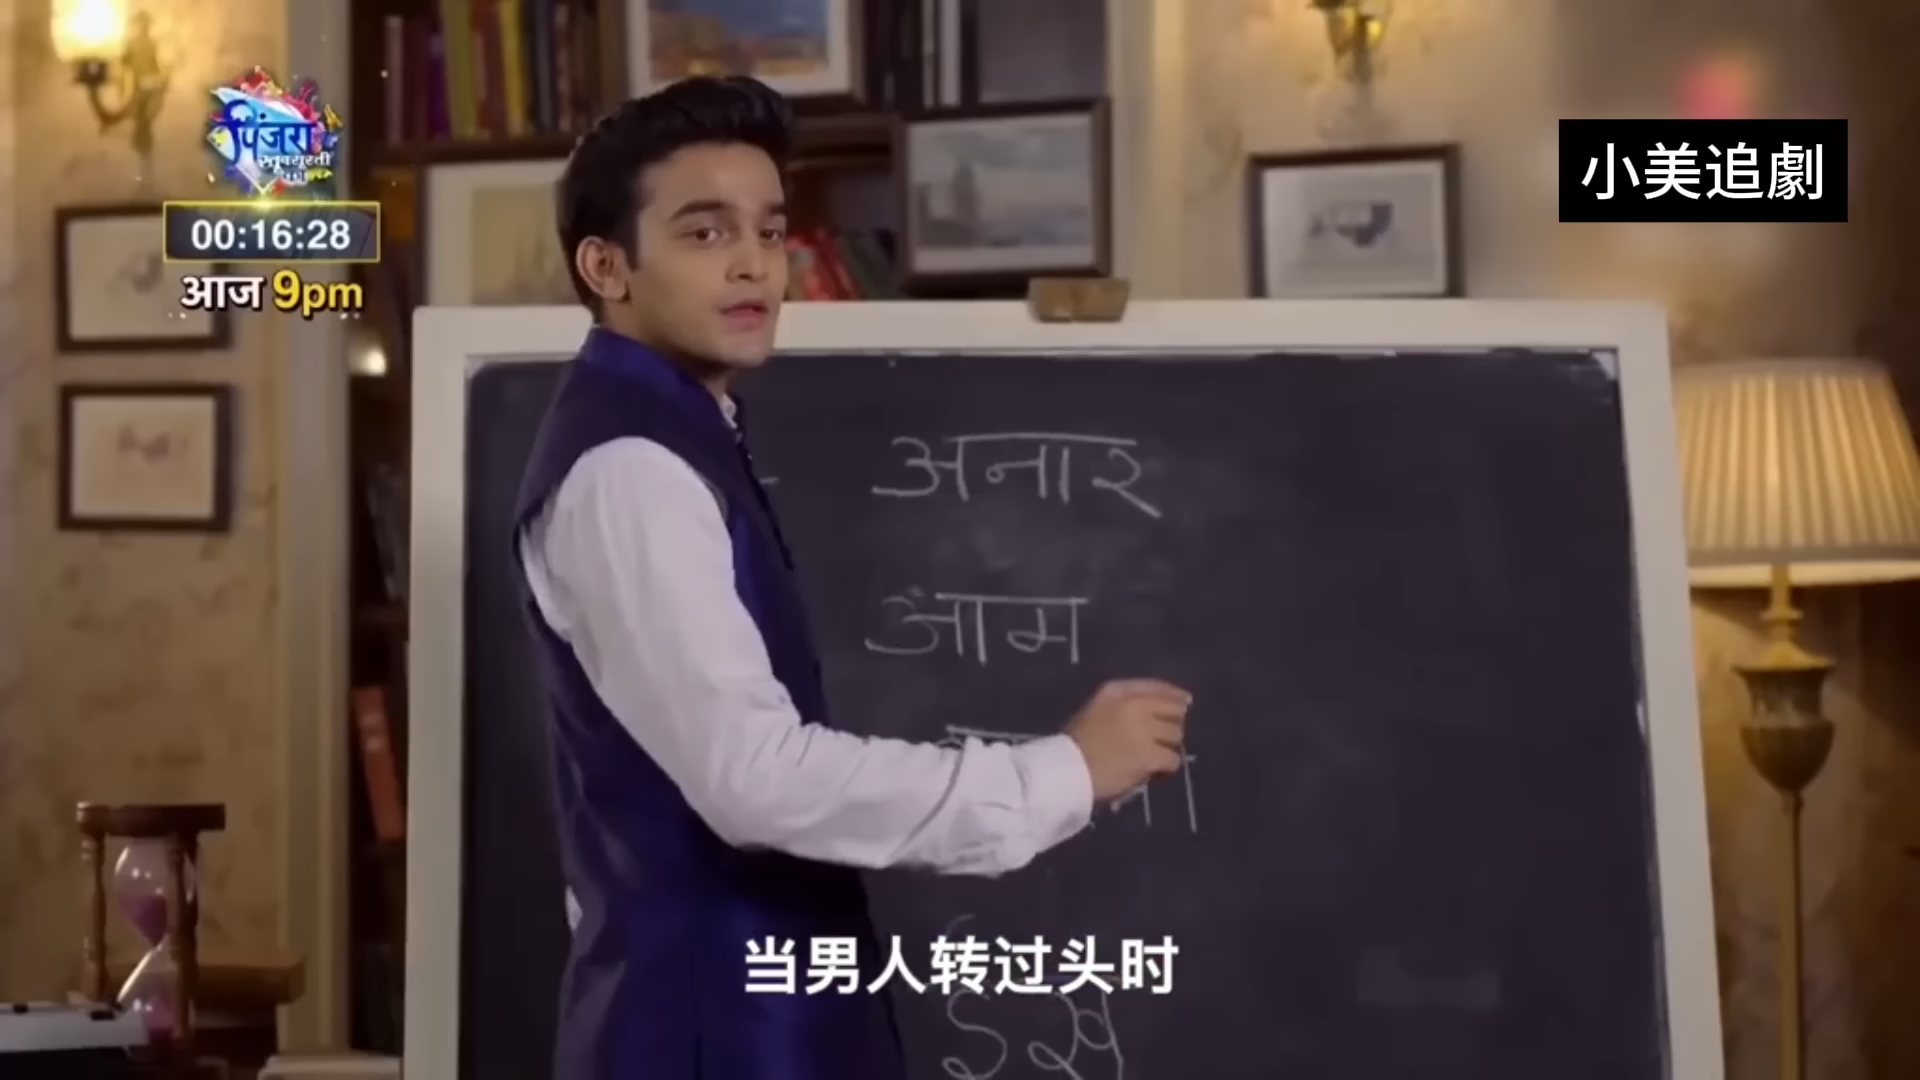 पिंजरा
खूबसूरती
का
00:16:28
आज 9pm
小美追劇
अनार
आम
当男人转过头时